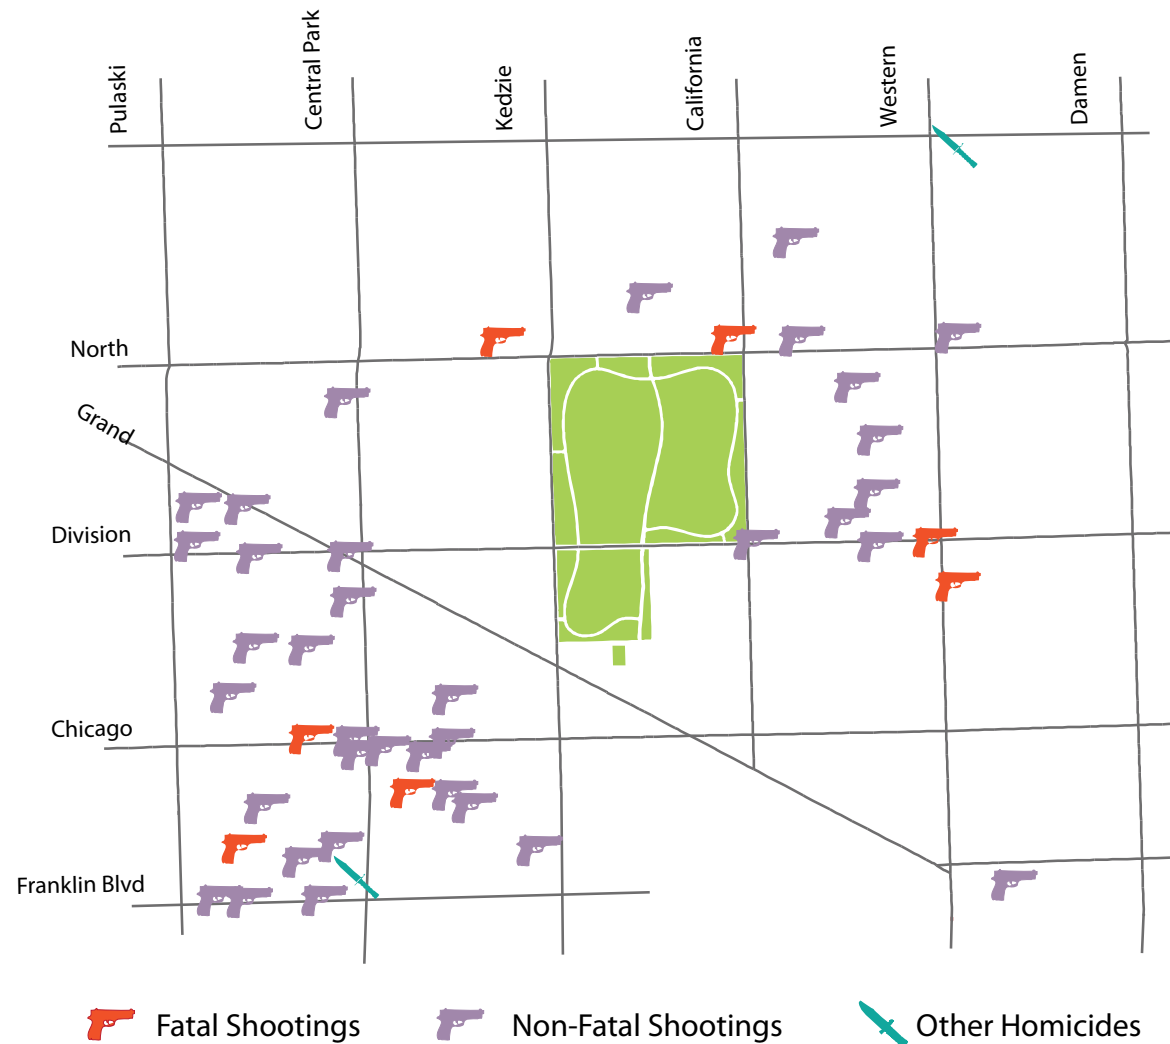 Pulaski
Central Park
Kedzie
California
Western
Damen
North
Grand
Division
Chicago
Franklin Blvd
Fatal Shootings
Non-Fatal Shootings
Other Homicides